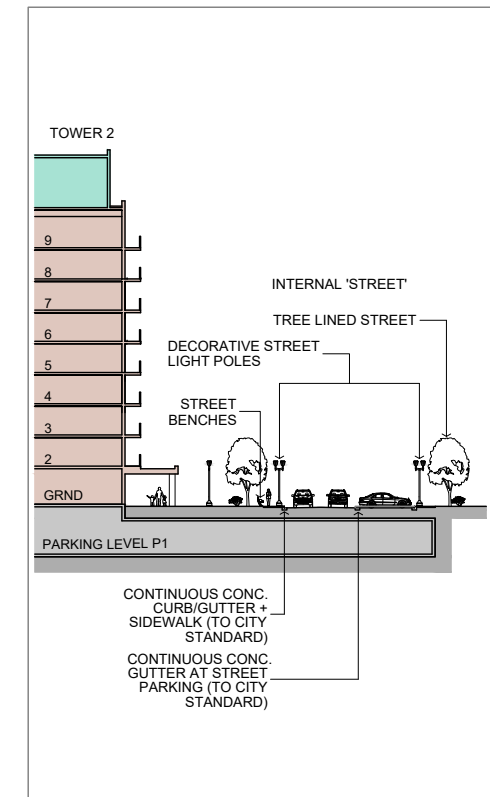 TOWER 2
9
8
7
6
5
4
3
2
GRND
PARKING LEVEL P1
INTERNAL 'STREET'
TREE LINED STREET
DECORATIVE STREET
LIGHT POLES
STREET
BENCHES
CONTINUOUS CONC.
CURB/GUTTER +
SIDEWALK (TO CITY
STANDARD)
CONTINUOUS CONC.
GUTTER AT STREET
PARKING (TO CITY
STANDARD)